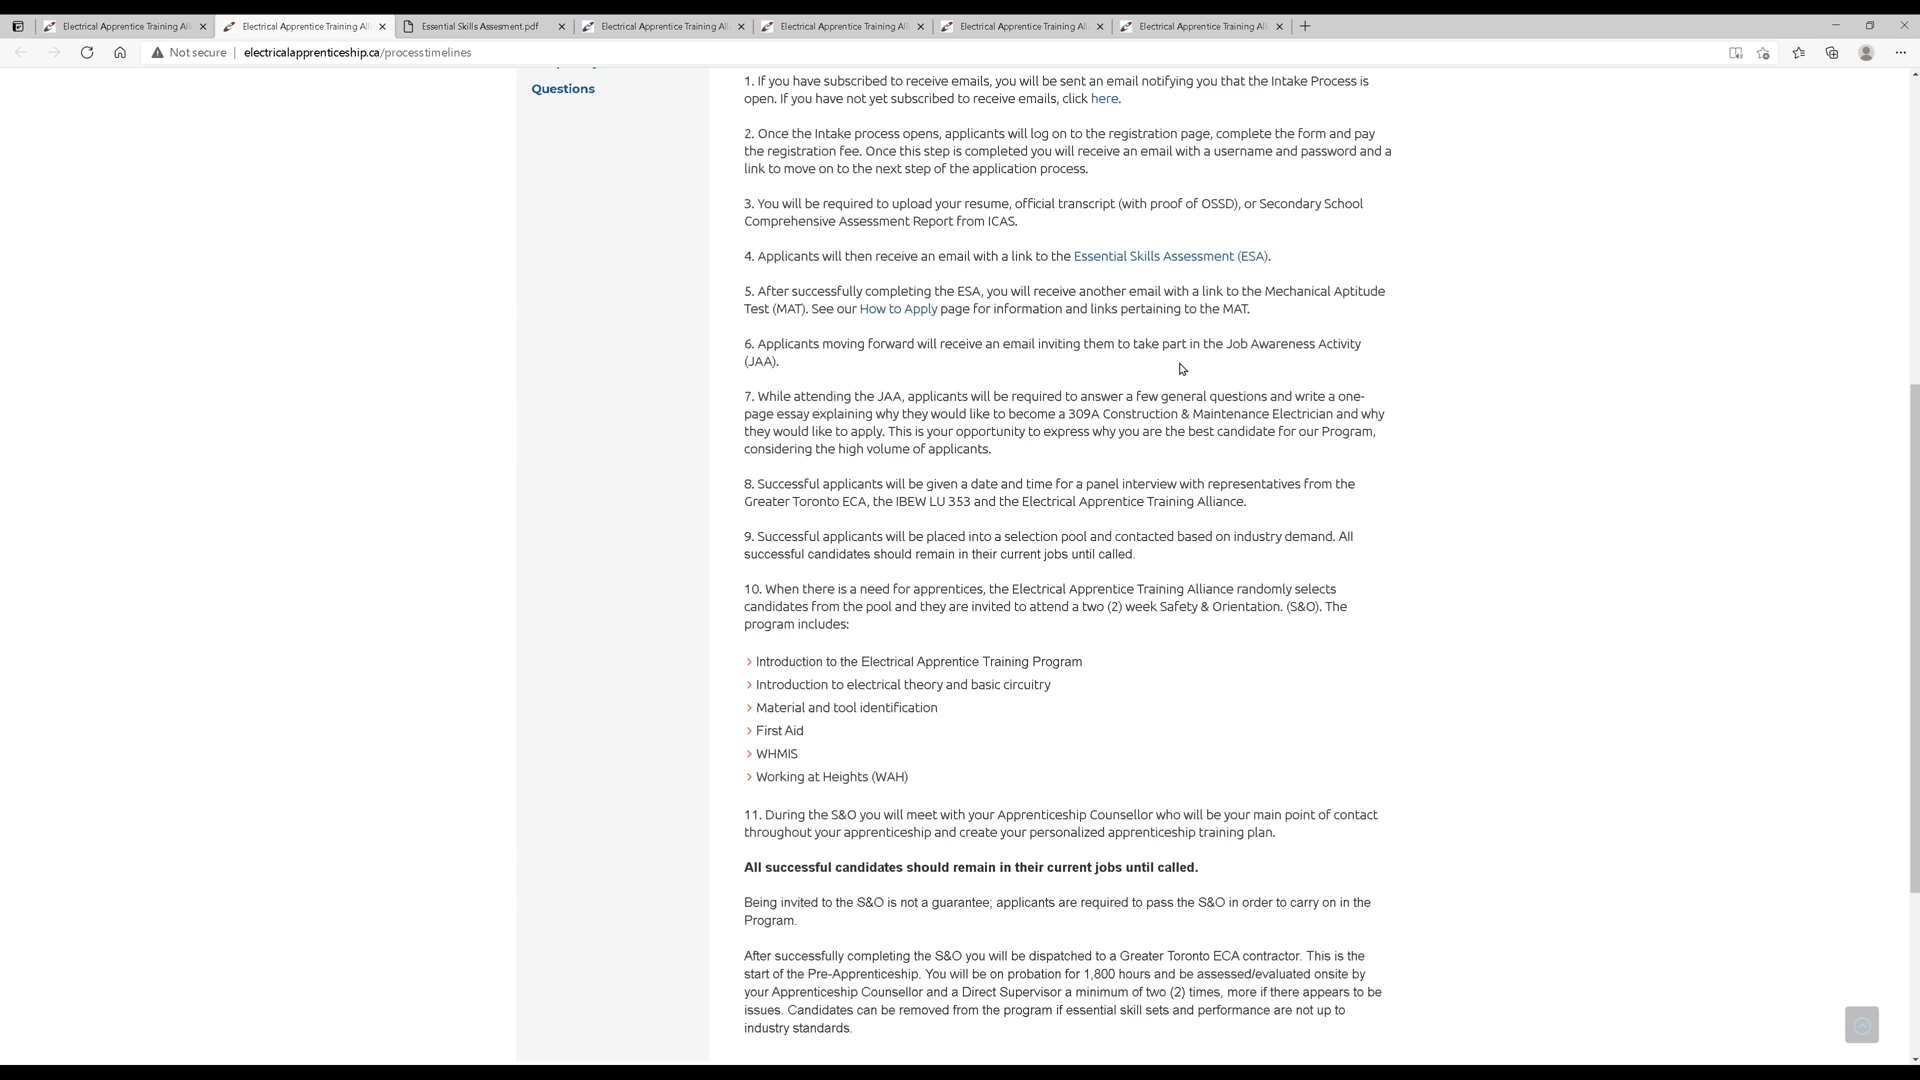 Electrical Apprentice Training Al
Electrical Apprentice Training All
Essential Skills Assesment.pdf
Electrical Apprentice Training Al
Electrical Apprentice Training Al
Electrical Apprentice Training Al
Electrical Apprentice Training Al
Not secure | electricalapprenticeship.ca/processtimelines
Questions
1. If you have subscribed to receive emails, you will be sent an email notifying you that the Intake Process is
open. If you have not yet subscribed to receive emails, click here.
2. Once the Intake process opens, applicants will log on to the registration page, complete the form and pay
the registration fee. Once this step is completed you will receive an email with a username and password and a
link to move on to the next step of the application process.
3. You will be required to upload your resume, official transcript (with proof of OSSD), or Secondary School
Comprehensive Assessment Report from ICAS.
4. Applicants will then receive an email with a link to the Essential Skills Assessment (ESA).
5. After successfully completing the ESA, you will receive another email with a link to the Mechanical Aptitude
Test (MAT). See our How to Apply page for information and links pertaining to the MAT.
6. Applicants moving forward will receive an email inviting them to take part in the Job Awareness Activity
(JAA).
7. While attending the JAA, applicants will be required to answer a few general questions and write a one-
page essay explaining why they would like to become a 309A Construction & Maintenance Electrician and why
they would like to apply. This is your opportunity to express why you are the best candidate for our Program,
considering the high volume of applicants.
8. Successful applicants will be given a date and time for a panel interview with representatives from the
Greater Toronto ECA, the IBEW LU 353 and the Electrical Apprentice Training Alliance.
9. Successful applicants will be placed into a selection pool and contacted based on industry demand. All
successful candidates should remain in their current jobs until called.
10. When there is a need for apprentices, the Electrical Apprentice Training Alliance randomly selects
candidates from the pool and they are invited to attend a two (2) week Safety & Orientation. (S&O). The
program includes:
> Introduction to the Electrical Apprentice Training Program
> Introduction to electrical theory and basic circuitry
> Material and tool identification
> First Aid
> WHMIS
> Working at Heights (WAH)
11. During the S&O you will meet with your Apprenticeship Counsellor who will be your main point of contact
throughout your apprenticeship and create your personalized apprenticeship training plan.
All successful candidates should remain in their current jobs until called.
Being invited to the S&O is not a guarantee; applicants are required to pass the S&O in order to carry on in the
Program.
After successfully completing the S&O you will be dispatched to a Greater Toronto ECA contractor. This is the
start of the Pre-Apprenticeship. You will be on probation for 1,800 hours and be assessed/evaluated onsite by
your Apprenticeship Counsellor and a Direct Supervisor a minimum of two (2) times, more if there appears to be
issues. Candidates can be removed from the program if essential skill sets and performance are not up to
industry standards.